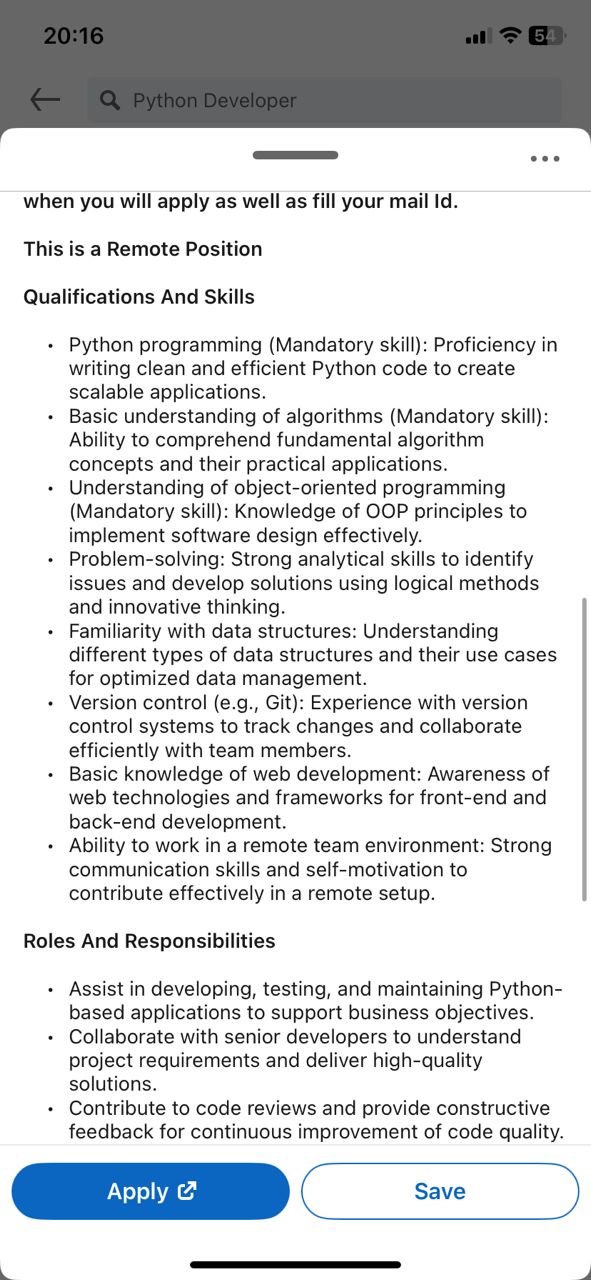 20:16
54
Python Developer
when you will apply as well as fill your mail Id.
This is a Remote Position
Qualifications And Skills
• Python programming (Mandatory skill): Proficiency in
writing clean and efficient Python code to create
scalable applications.
• Basic understanding of algorithms (Mandatory skill):
Ability to comprehend fundamental algorithm
concepts and their practical applications.
• Understanding of object-oriented programming
(Mandatory skill): Knowledge of OOP principles to
implement software design effectively.
• Problem-solving: Strong analytical skills to identify
issues and develop solutions using logical methods
and innovative thinking.
• Familiarity with data structures: Understanding
different types of data structures and their use cases
for optimized data management.
• Version control (e.g., Git): Experience with version
control systems to track changes and collaborate
efficiently with team members.
• Basic knowledge of web development: Awareness of
web technologies and frameworks for front-end and
back-end development.
• Ability to work in a remote team environment: Strong
communication skills and self-motivation to
contribute effectively in a remote setup.
Roles And Responsibilities
• Assist in developing, testing, and maintaining Python-
based applications to support business objectives.
• Collaborate with senior developers to understand
project requirements and deliver high-quality
solutions.
• Contribute to code reviews and provide constructive
feedback for continuous improvement of code quality.
Apply
Save